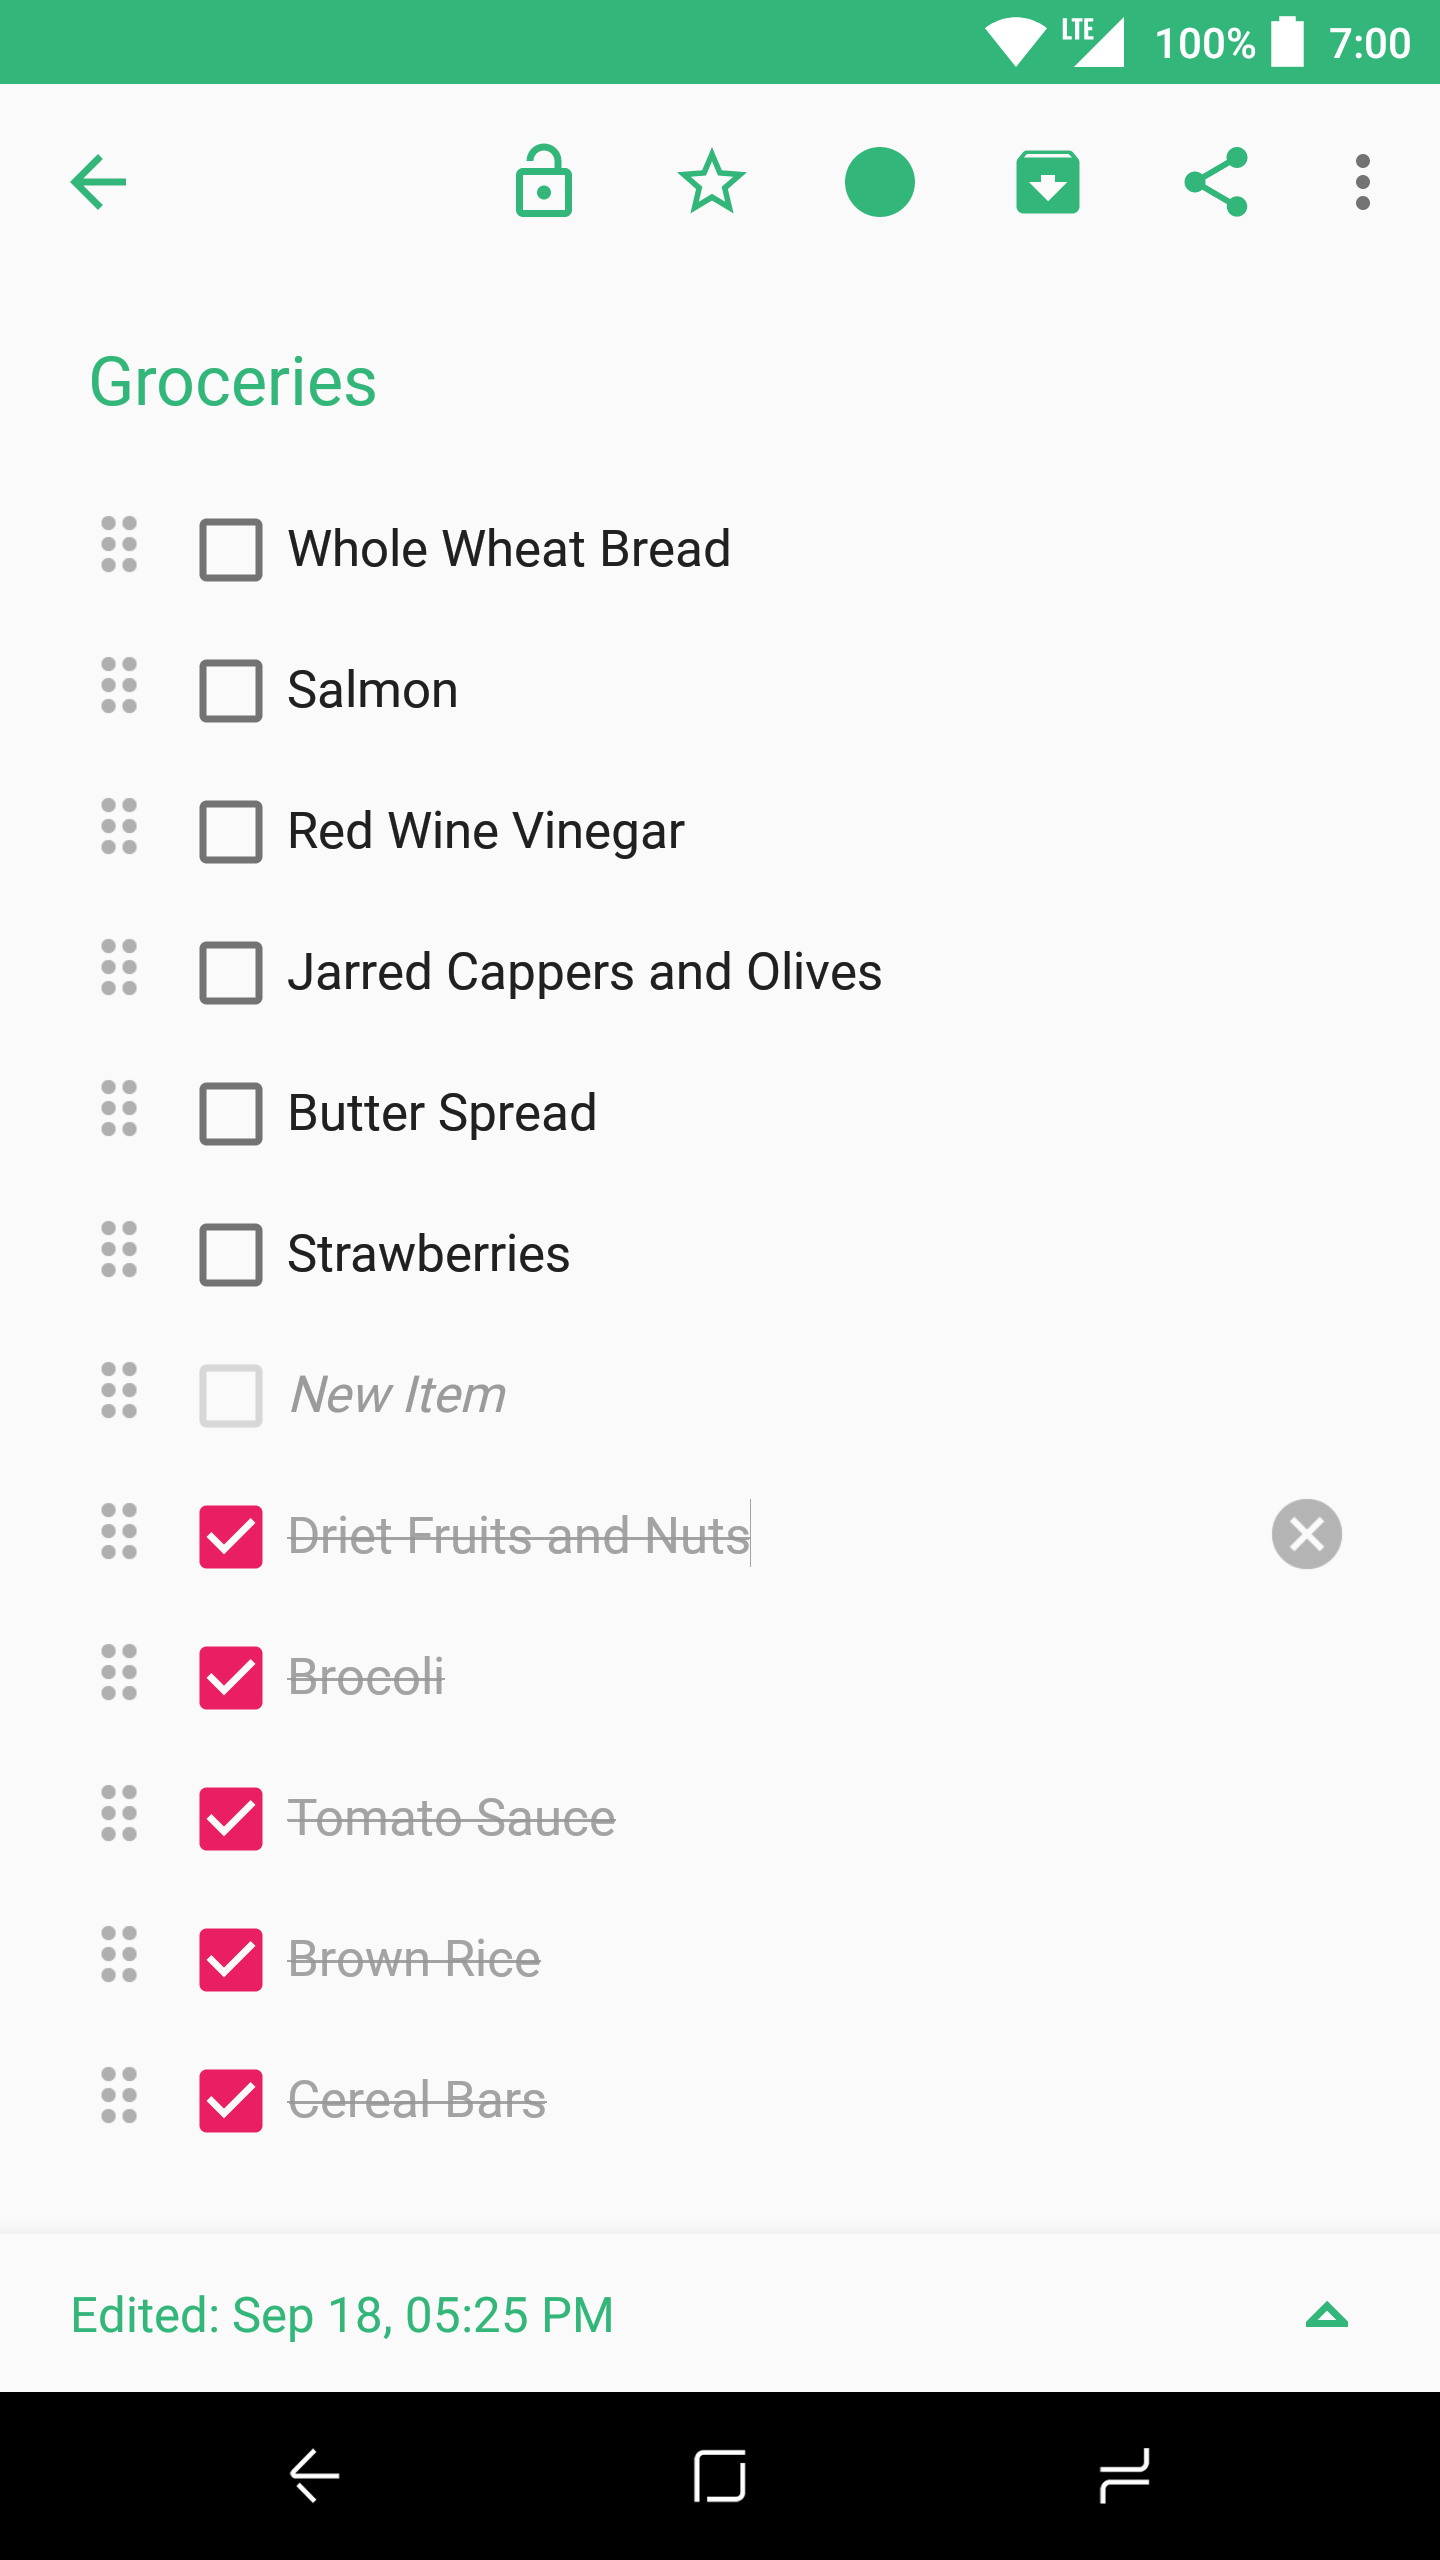 LTE 100% 7:00
Groceries
Whole Wheat Bread
Salmon
Red Wine Vinegar
Jarred Cappers and Olives
Butter Spread
Strawberries
New Item
Driet Fruits and Nuts
Brocoli
Tomato Sauce
Brown Rice
Cereal Bars
Edited: Sep 18, 05:25 PM